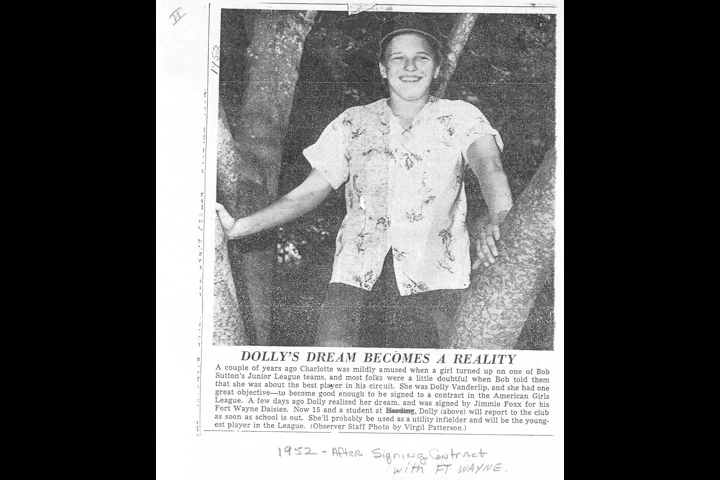 II
1952
DOLLY'S DREAM BECOMES A REALITY
A couple of years ago Charlotte was mildly amused when a girl turned up on one of Bob
Sutton's Junior League teams, and most folks were a little doubtful when Bob told them
that she was about the best player in his circuit. She was Dolly Vanderlip, and she had one
great objective—to become good enough to be signed to a contract in the American Girls
League. A few days ago Dolly realized her dream, and was signed by Jimmie Foxx for his
Fort Wayne Daisies. Now 15 and a student at Harding, Dolly (above) will report to the club
as soon as school is out. She'll probably be used as a utility infielder and will be the young-
est player in the League. (Observer Staff Photo by Virgil Patterson.)
1952 - After Signing Contract
with FT WAYNE.